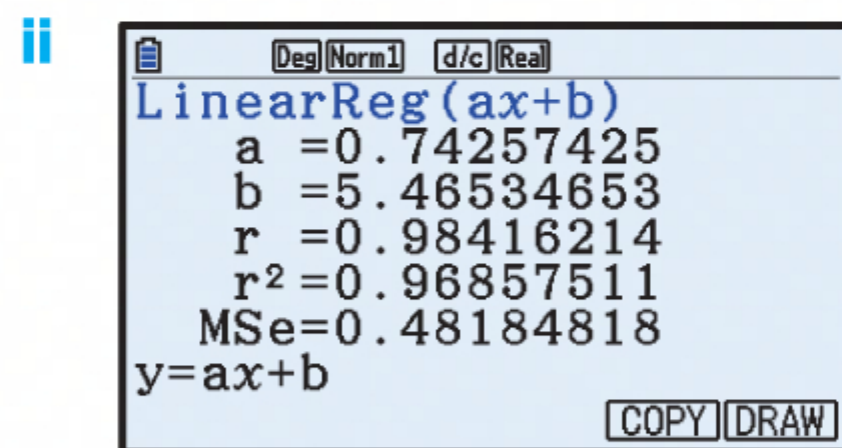 ii
Deg Norm1 d/c Real
LinearReg(ax+b)
a =0.74257425
b =5.46534653
r =0.98416214
r²=0.96857511
MSe=0.48184818
y=ax+b
COPY DRAW